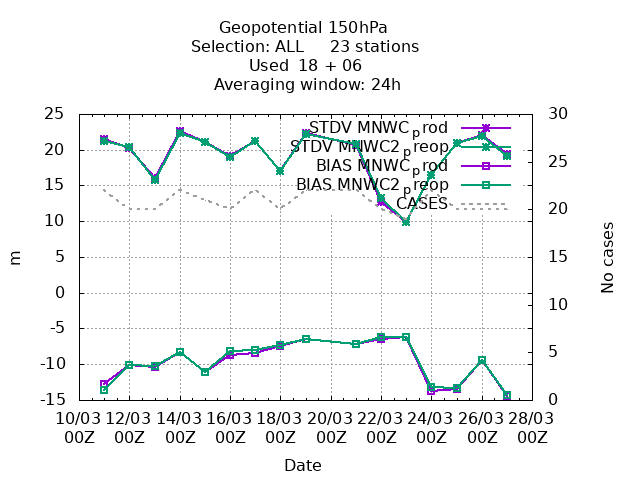 Geopotential 150hPa
Selection: ALL 23 stations
Used 18 + 06
Averaging window: 24h
25
20
15
10
5
0
-5
-10
-15
m
30
25
20
15
10
5
0
No cases
STDV MNWC_prod
STDV MNWC2_preop
BIAS MNWC_prod
BIAS MNWC2_preop
CASES
10/03 12/03 14/03 16/03 18/03 20/03 22/03 24/03 26/03 28/03
00Z 00Z 00Z 00Z 00Z 00Z 00Z 00Z 00Z 00Z
Date